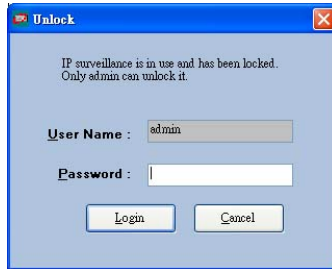 Unlock
IP surveillance is in use and has been locked.
Only admin can unlock it.
User Name :
admin
Password :
Login
Cancel